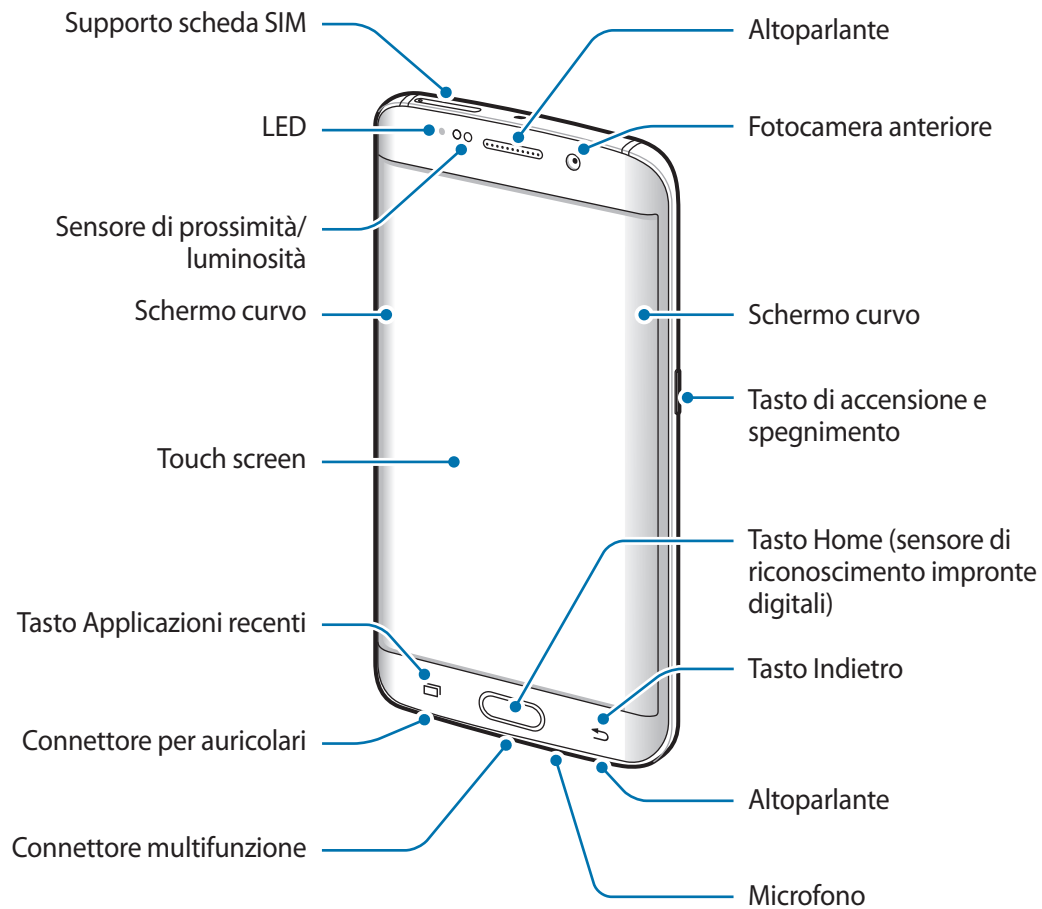 Supporto scheda SIM
LED
Sensore di prossimità/
luminosità
Schermo curvo
Touch screen
Tasto Applicazioni recenti
Connettore per auricolari
Connettore multifunzione
Altoparlante
Fotocamera anteriore
Schermo curvo
Tasto di accensione e
spegnimento
Tasto Home (sensore di
riconoscimento impronte
digitali)
Tasto Indietro
Altoparlante
Microfono